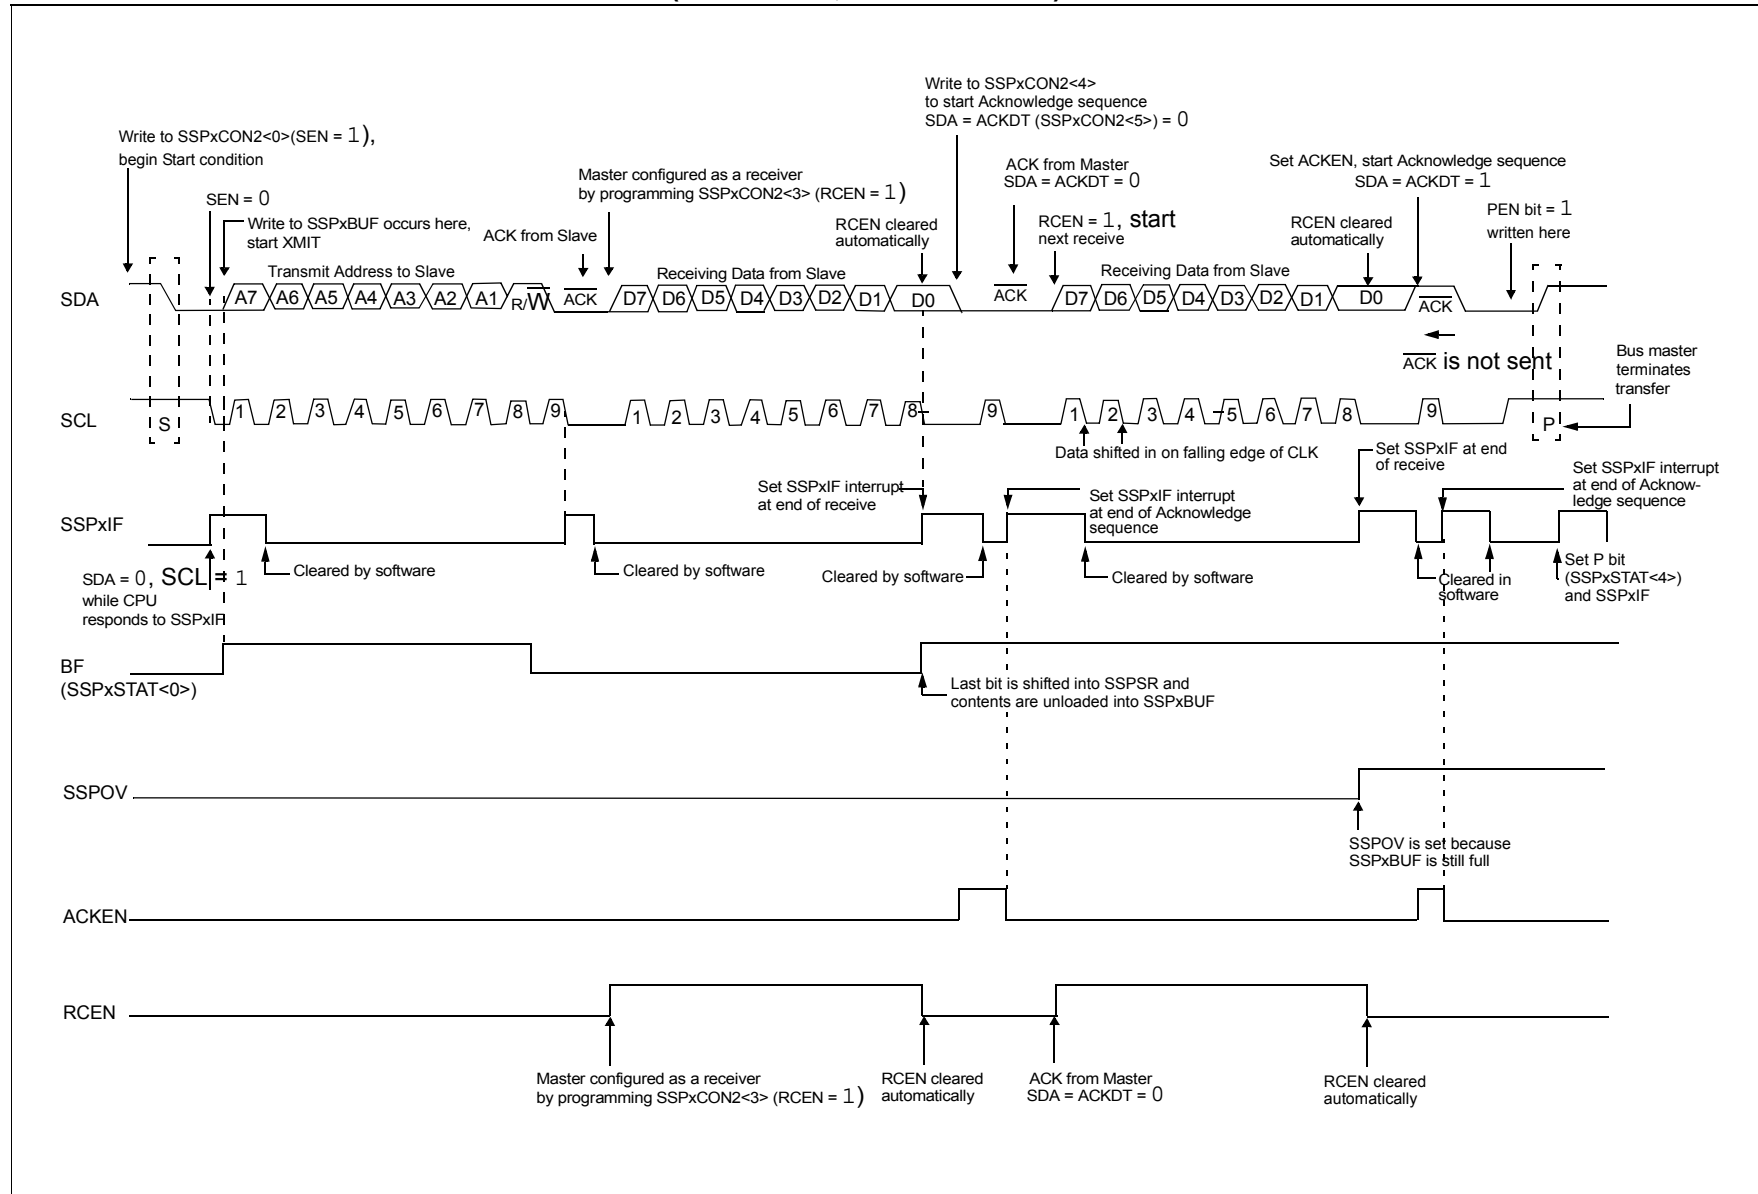 Write to SSPxCON2<4>
to start Acknowledge sequence
SDA = ACKDT (SSPxCON2<5>) = 0
Write to SSPxCON2<0>(SEN = 1),
begin Start condition
ACK from Master
SDA = ACKDT = 0
Set ACKEN, start Acknowledge sequence
SDA = ACKDT = 1
Master configured as a receiver
by programming SSPxCON2<3> (RCEN = 1)
SEN = 0
PEN bit = 1
written here
Write to SSPxBUF occurs here,
start XMIT
ACK from Slave
RCEN cleared
automatically
RCEN = 1, start
next receive
RCEN cleared
automatically
Transmit Address to Slave
Receiving Data from Slave
Receiving Data from Slave
SDA A7 A6 A5 A4 A3 A2 A1 R/W ACK D7 D6 D5 D4 D3 D2 D1 D0 ACK D7 D6 D5 D4 D3 D2 D1 D0 ACK
ACK is not sent
Bus master
terminates
transfer
SCL S 1 2 3 4 5 6 7 8 9 1 2 3 4 5 6 7 8 9 1 2 3 4 5 6 7 8 9 P
Data shifted in on falling edge of CLK
Set SSPxIF at end
of receive
Set SSPxIF interrupt
at end of receive
Set SSPxIF interrupt
at end of Acknowledge
sequence
Set SSPxIF interrupt
at end of Acknow-
ledge sequence
SSPxIF
SDA = 0, SCL = 1
while CPU
responds to SSPxIF
Cleared by software
Cleared by software
Cleared by software
Cleared by software
Cleared in
software
Set P bit
(SSPxSTAT<4>)
and SSPxIF
BF
(SSPxSTAT<0>)
Last bit is shifted into SSPSR and
contents are unloaded into SSPxBUF
SSPOV
SSPOV is set because
SSPxBUF is still full
ACKEN
RCEN
Master configured as a receiver
by programming SSPxCON2<3> (RCEN = 1)
RCEN cleared
automatically
ACK from Master
SDA = ACKDT = 0
RCEN cleared
automatically